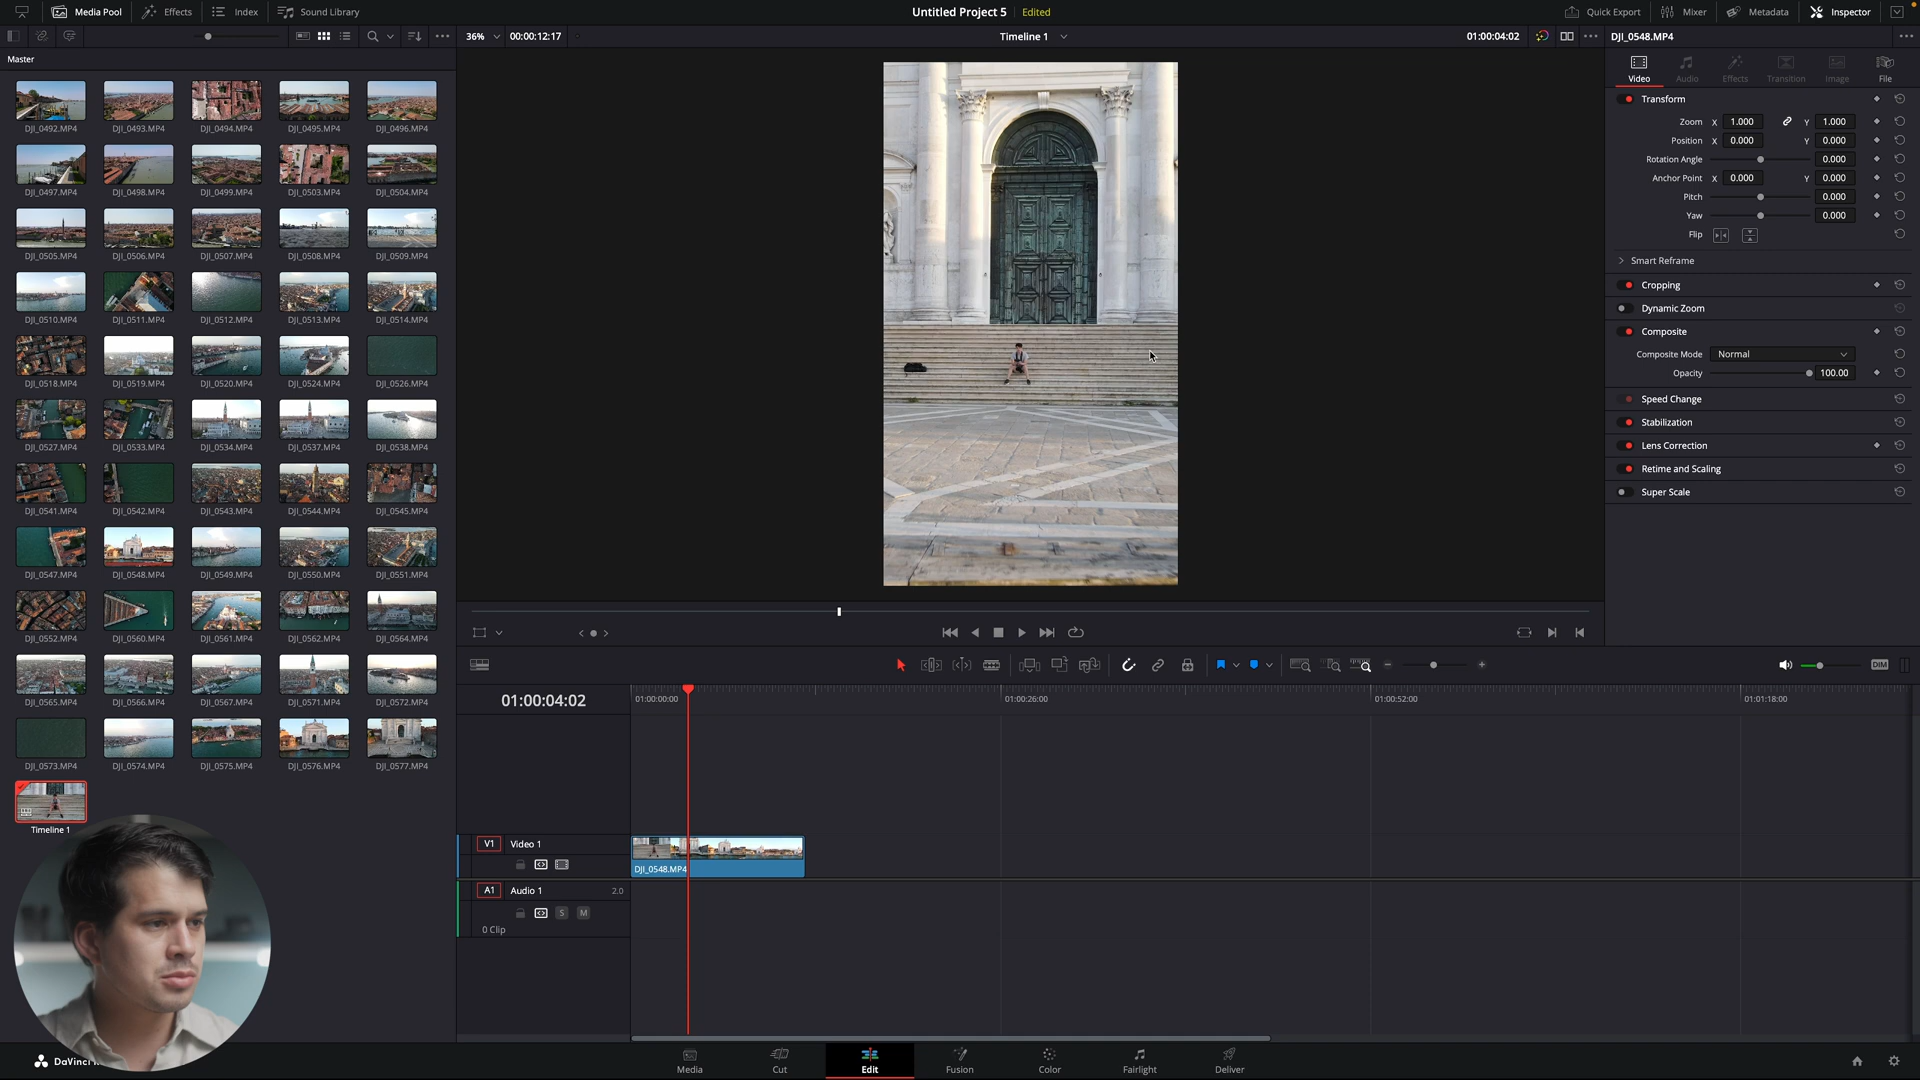 Media Pool Effects Index Sound Library Untitled Project 5 Edited Quick Export Mixer Metadata Inspector
36% 00:00:12:17 Timeline 1 01:00:04:02 DJI_0548.MP4
Master
Video Audio Effects Transition Image File
DJI_0492.MP4 DJI_0493.MP4 DJI_0494.MP4 DJI_0495.MP4 DJI_0496.MP4
DJI_0497.MP4 DJI_0498.MP4 DJI_0499.MP4 DJI_0503.MP4 DJI_0504.MP4
DJI_0505.MP4 DJI_0506.MP4 DJI_0507.MP4 DJI_0508.MP4 DJI_0509.MP4
DJI_0510.MP4 DJI_0511.MP4 DJI_0512.MP4 DJI_0513.MP4 DJI_0514.MP4
DJI_0518.MP4 DJI_0519.MP4 DJI_0520.MP4 DJI_0524.MP4 DJI_0526.MP4
DJI_0527.MP4 DJI_0533.MP4 DJI_0534.MP4 DJI_0537.MP4 DJI_0538.MP4
DJI_0541.MP4 DJI_0542.MP4 DJI_0543.MP4 DJI_0544.MP4 DJI_0545.MP4
DJI_0547.MP4 DJI_0548.MP4 DJI_0549.MP4 DJI_0550.MP4 DJI_0551.MP4
DJI_0552.MP4 DJI_0560.MP4 DJI_0561.MP4 DJI_0562.MP4 DJI_0564.MP4
DJI_0565.MP4 DJI_0566.MP4 DJI_0567.MP4 DJI_0571.MP4 DJI_0572.MP4
DJI_0573.MP4 DJI_0574.MP4 DJI_0575.MP4 DJI_0576.MP4 DJI_0577.MP4
Timeline 1
Transform
Zoom X 1.000 Y 1.000
Position X 0.000 Y 0.000
Rotation Angle 0.000
Anchor Point X 0.000 Y 0.000
Pitch 0.000
Yaw 0.000
Flip
Smart Reframe
Cropping
Dynamic Zoom
Composite
Composite Mode Normal
Opacity 100.00
Speed Change
Stabilization
Lens Correction
Retime and Scaling
Super Scale
DIM
01:00:04:02 01:00:00:00 01:00:26:00 01:00:52:00 01:01:18:00
V1 Video 1
DJI_0548.MP4
A1 Audio 1 2.0
S M
0 Clip
Media Cut Edit Fusion Color Fairlight Deliver